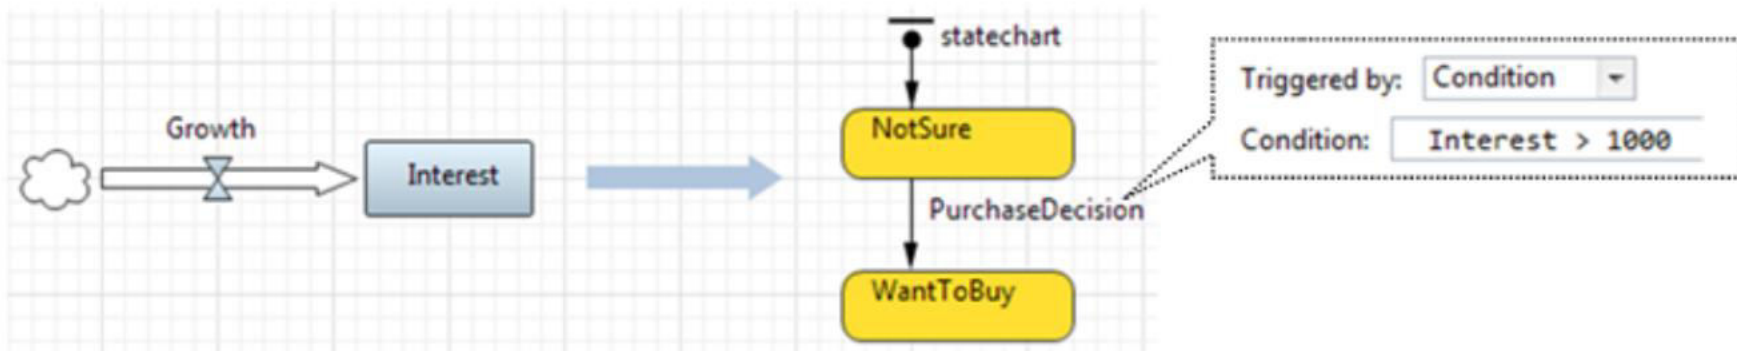 Growth
Interest
statechart
NotSure
PurchaseDecision
WantToBuy
Triggered by: Condition
Condition: Interest > 1000